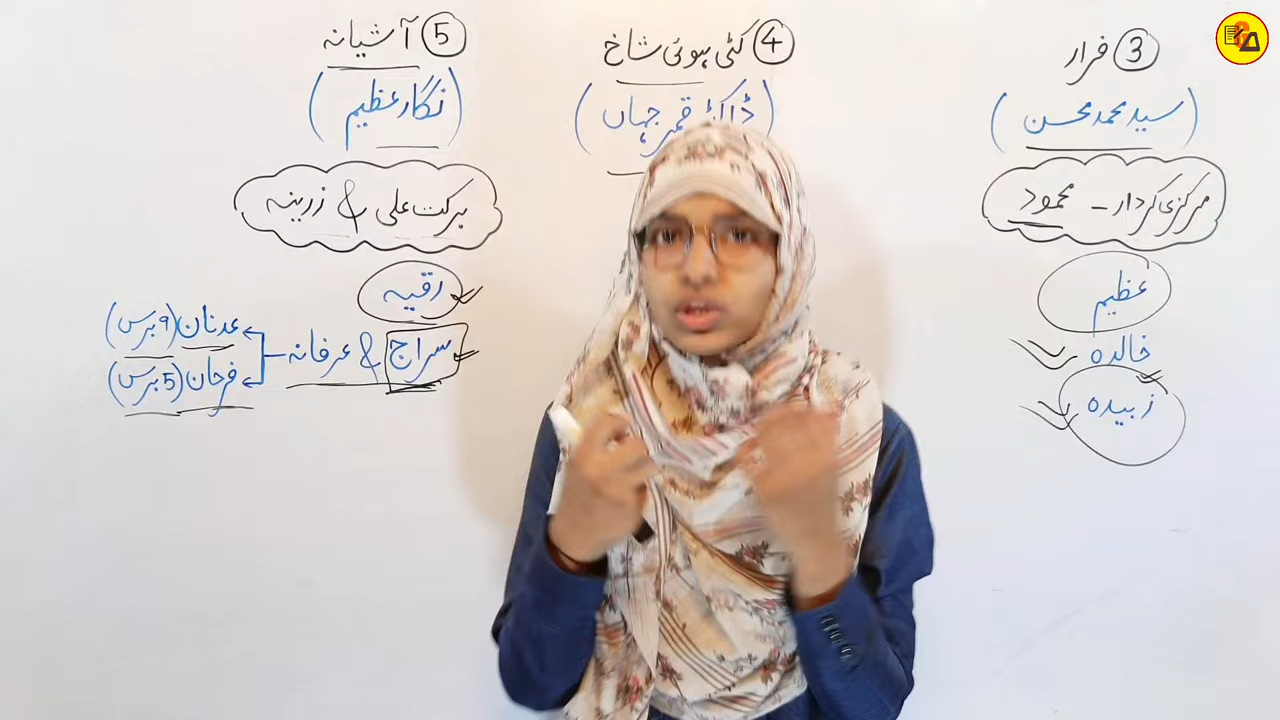 ③ فرار
(سید محمد محسن)
مرکزی کردار - محمود
عظیم
خالدہ
زبیدہ
④ کٹی ہوئی شاخ
(ڈاکٹر قمر جہاں)
⑤ آشیانہ
(نگار عظیم)
برکت علی & زرینہ
رقیہ
سراج & عرفانہ
عدنان (۹ برس)
فرحان (5 برس)